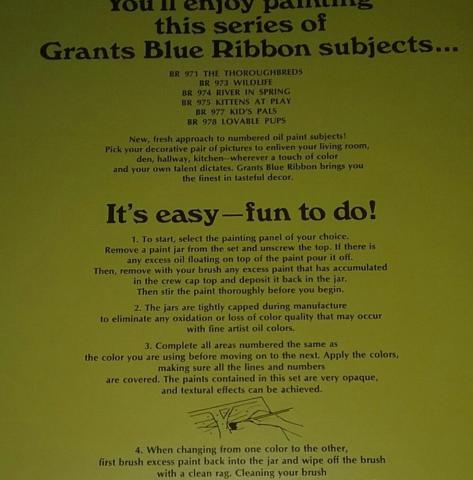 You'll enjoy painting
this series of
Grants Blue Ribbon subjects...
BR 971 THE THOROUGHBREDS
BR 973 WILDLIFE
BR 974 RIVER IN SPRING
BR 975 KITTENS AT PLAY
BR 977 KID'S PALS
BR 978 LOVABLE PUPS
New, fresh approach to numbered oil paint subjects!
Pick your decorative pair of pictures to enliven your living room,
den, hallway, kitchen—wherever a touch of color
and your own talent dictates. Grants Blue Ribbon brings you
the finest in tasteful decor.
It's easy—fun to do!
1. To start, select the painting panel of your choice.
Remove a paint jar from the set and unscrew the top. If there is
any excess oil floating on top of the paint pour it off.
Then, remove with your brush any excess paint that has accumulated
in the crew cap top and deposit it back in the jar.
Then stir the paint thoroughly before you begin.
2. The jars are tightly capped during manufacture
to eliminate any oxidation or loss of color quality that may occur
with fine artist oil colors.
3. Complete all areas numbered the same as
the color you are using before moving on to the next. Apply the colors,
making sure all the lines and numbers
are covered. The paints contained in this set are very opaque,
and textural effects can be achieved.
4. When changing from one color to the other,
first brush excess paint back into the jar and wipe off the brush
with a clean rag. Cleaning your brush